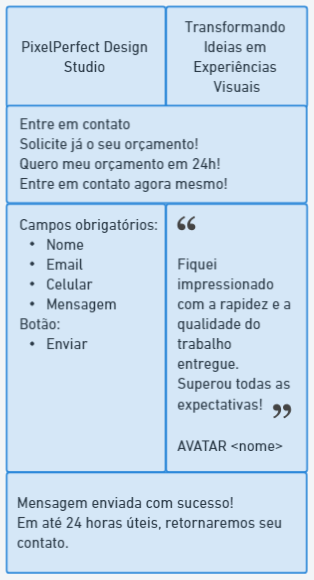 PixelPerfect Design
Studio
Transformando
Ideias em
Experiências
Visuais
Entre em contato
Solicite já o seu orçamento!
Quero meu orçamento em 24h!
Entre em contato agora mesmo!
Campos obrigatórios:
• Nome
• Email
• Celular
• Mensagem
Botão:
• Enviar
“
Fiquei
impressionado
com a rapidez e a
qualidade do
trabalho
entregue.
Superou todas as
expectativas! ”
AVATAR <nome>
Mensagem enviada com sucesso!
Em até 24 horas úteis, retornaremos seu
contato.